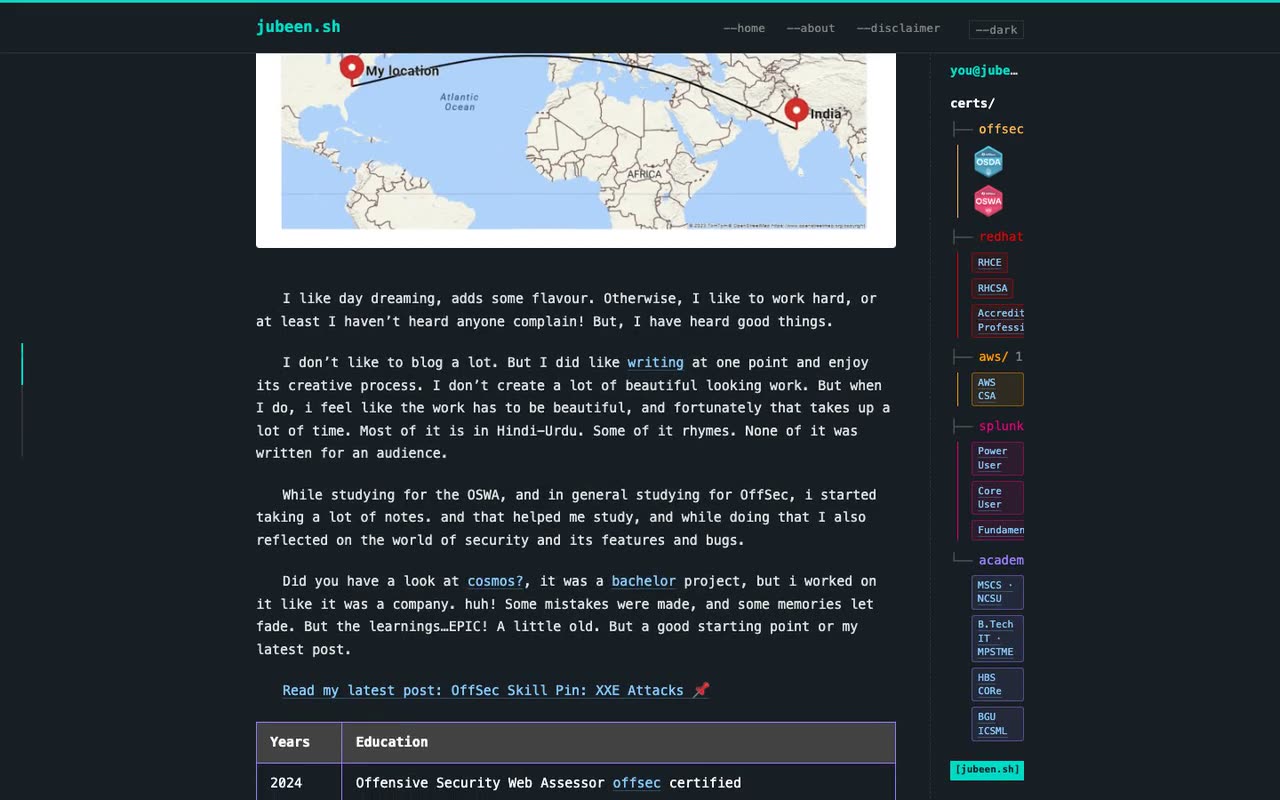 jubeen.sh
--home
--about
--disclaimer
--dark
My location
Atlantic
Ocean
India
AFRICA
I like day dreaming, adds some flavour. Otherwise, I like to work hard, or
at least I haven’t heard anyone complain! But, I have heard good things.
I don’t like to blog a lot. But I did like writing at one point and enjoy
its creative process. I don’t create a lot of beautiful looking work. But when
I do, i feel like the work has to be beautiful, and fortunately that takes up a
lot of time. Most of it is in Hindi-Urdu. Some of it rhymes. None of it was
written for an audience.
While studying for the OSWA, and in general studying for OffSec, i started
taking a lot of notes. and that helped me study, and while doing that I also
reflected on the world of security and its features and bugs.
Did you have a look at cosmos?, it was a bachelor project, but i worked on
it like it was a company. huh! Some mistakes were made, and some memories let
fade. But the learnings…EPIC! A little old. But a good starting point or my
latest post.
Read my latest post: OffSec Skill Pin: XXE Attacks 📌
Years Education
2024 Offensive Security Web Assessor offsec certified
you@jube…
certs/
├── offsec
OSDA
OSWA
├── redhat
RHCE
RHCSA
Accredit
Professi
├── aws/ 1
AWS
CSA
├── splunk
Power
User
Core
User
Fundamen
└── academ
MSCS ·
NCSU
B.Tech
IT ·
MPSTME
HBS
CORe
BGU
ICSML
[jubeen.sh]